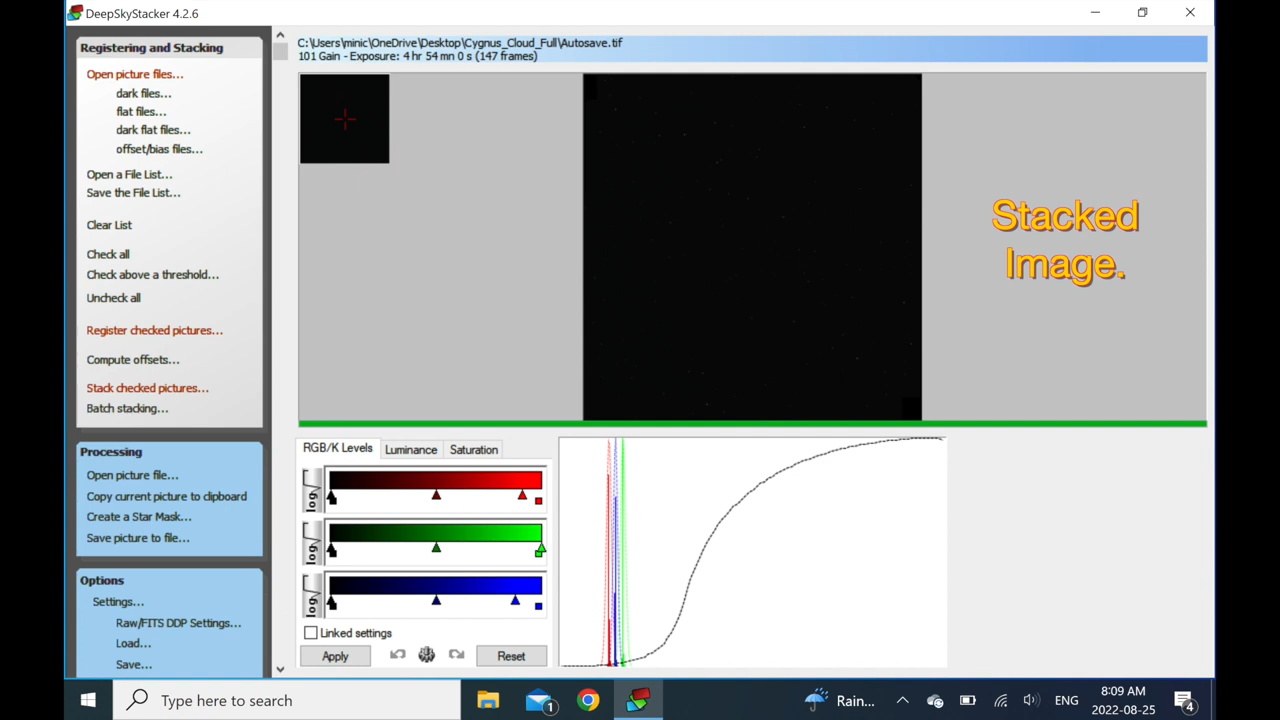 DeepSkyStacker 4.2.6
Registering and Stacking
Open picture files...
dark files...
flat files...
dark flat files...
offset/bias files...
Open a File List...
Save the File List...
Clear List
Check all
Check above a threshold...
Uncheck all
Register checked pictures...
Compute offsets...
Stack checked pictures...
Batch stacking...
Processing
Open picture file...
Copy current picture to clipboard
Create a Star Mask...
Save picture to file...
Options
Settings...
Raw/FITS DDP Settings...
Load...
Save...
C:\Users\minic\OneDrive\Desktop\Cygnus_Cloud_Full\Autosave.tif
101 Gain - Exposure: 4 hr 54 mn 0 s (147 frames)
Stacked
Image.
RGB/K Levels Luminance Saturation
log
log
log
Linked settings
Apply Reset
Type here to search
1
Rain...
ENG
8:09 AM
2022-08-25
4